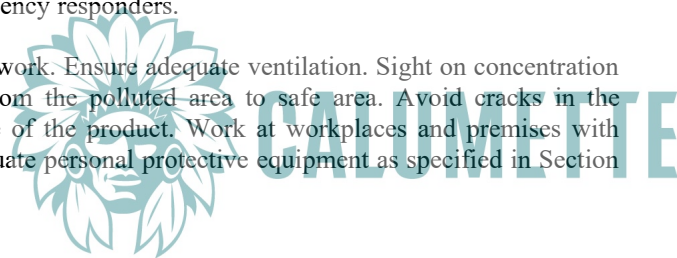 ency responders.
work. Ensure adequate ventilation. Sight on concentration
om the polluted area to safe area. Avoid cracks in the
of the product. Work at workplaces and premises with
uate personal protective equipment as specified in Section
CALUMETTE